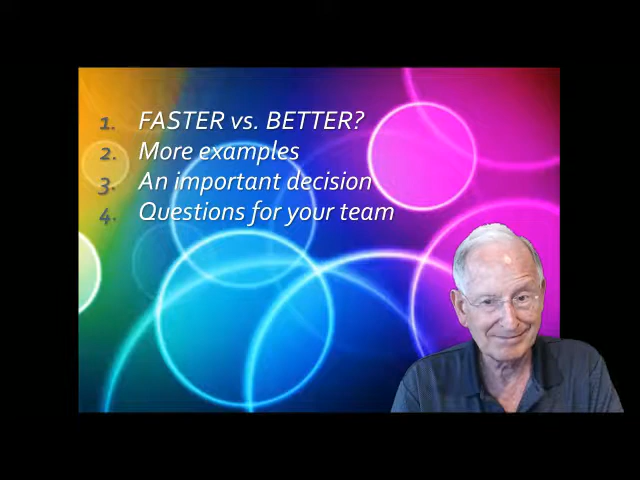 1. FASTER vs. BETTER?
2. More examples
3. An important decision
4. Questions for your team